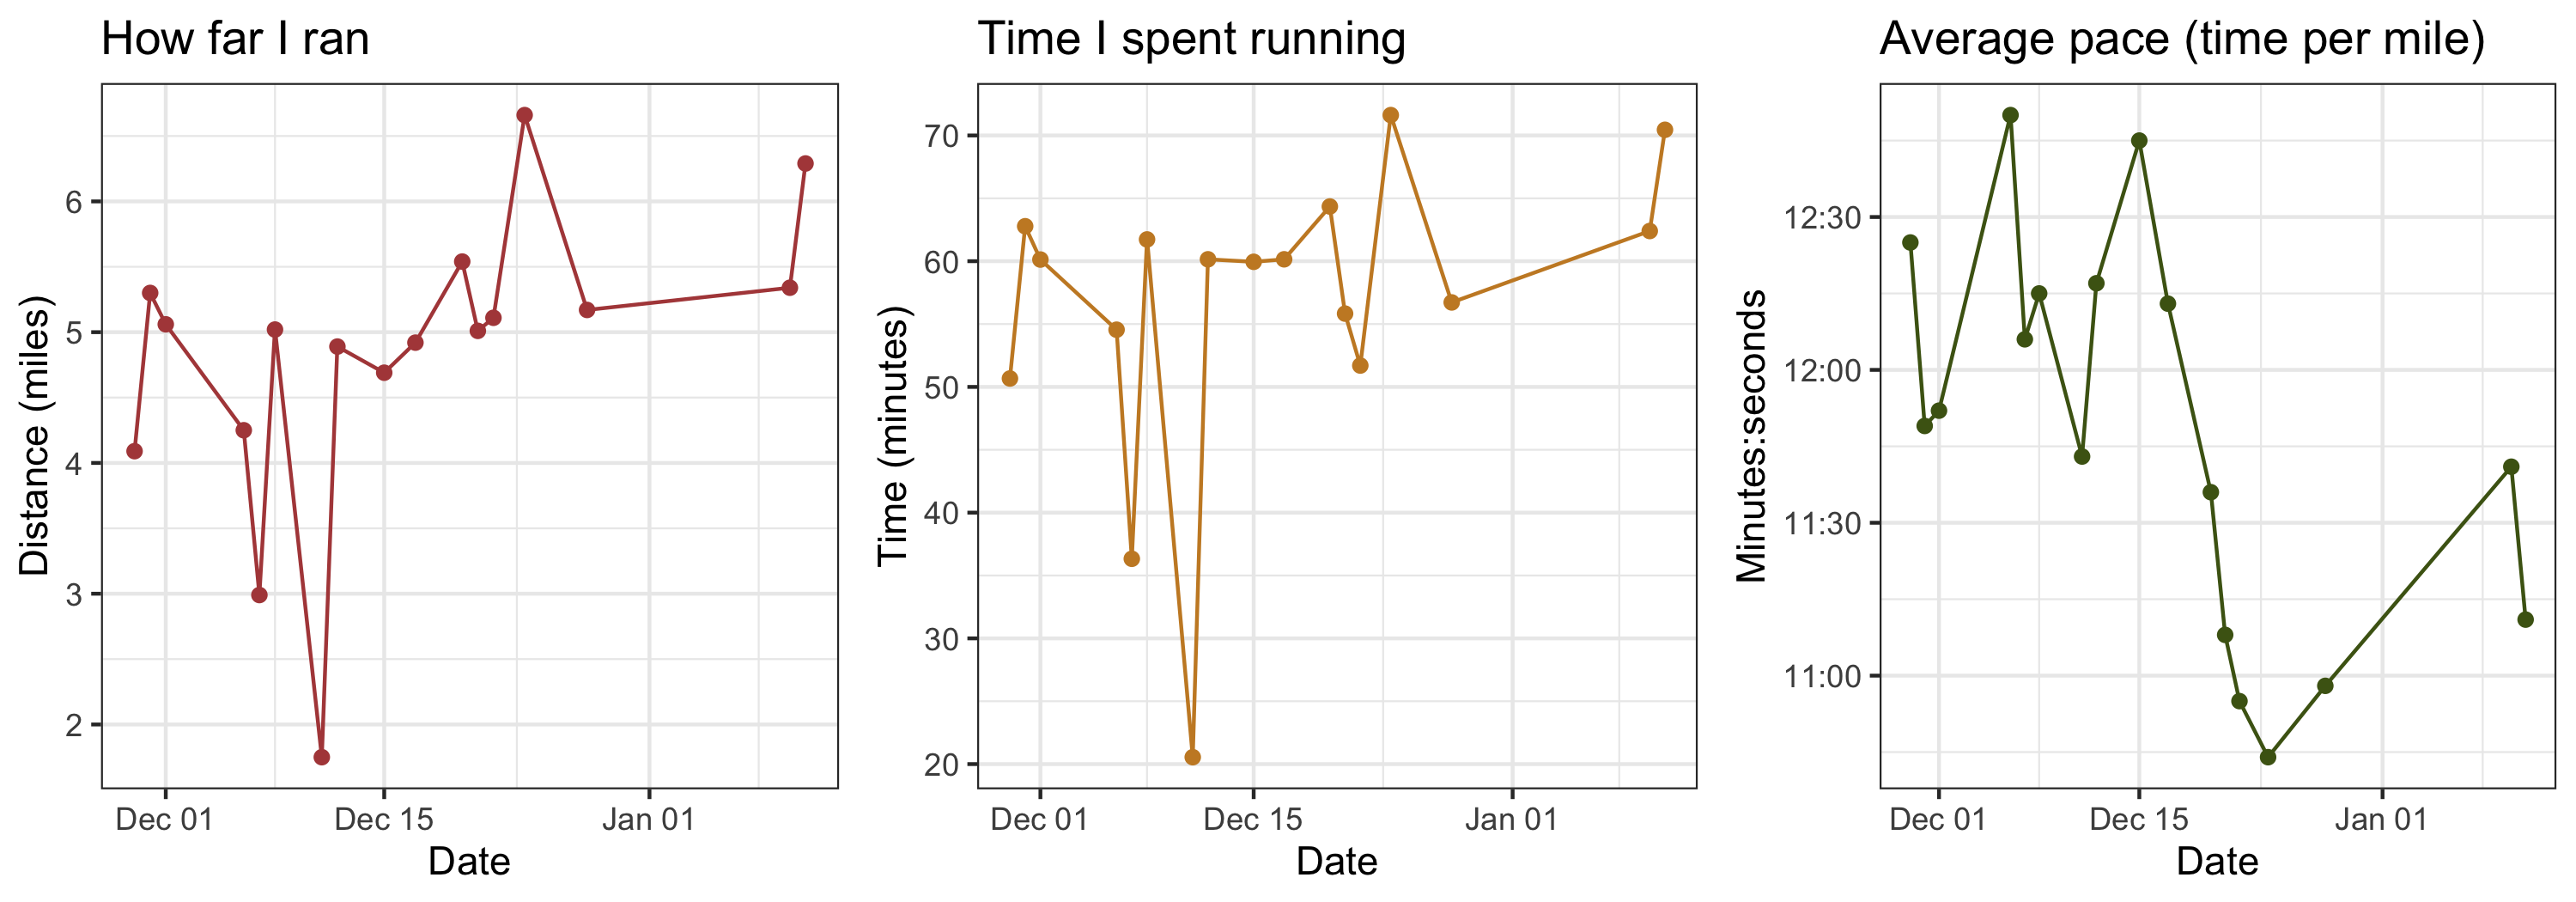 How far I ran
Distance (miles)
6
5
4
3
2
Dec 01 Dec 15 Jan 01
Date
Time I spent running
Time (minutes)
70
60
50
40
30
20
Dec 01 Dec 15 Jan 01
Date
Average pace (time per mile)
Minutes:seconds
12:30
12:00
11:30
11:00
Dec 01 Dec 15 Jan 01
Date